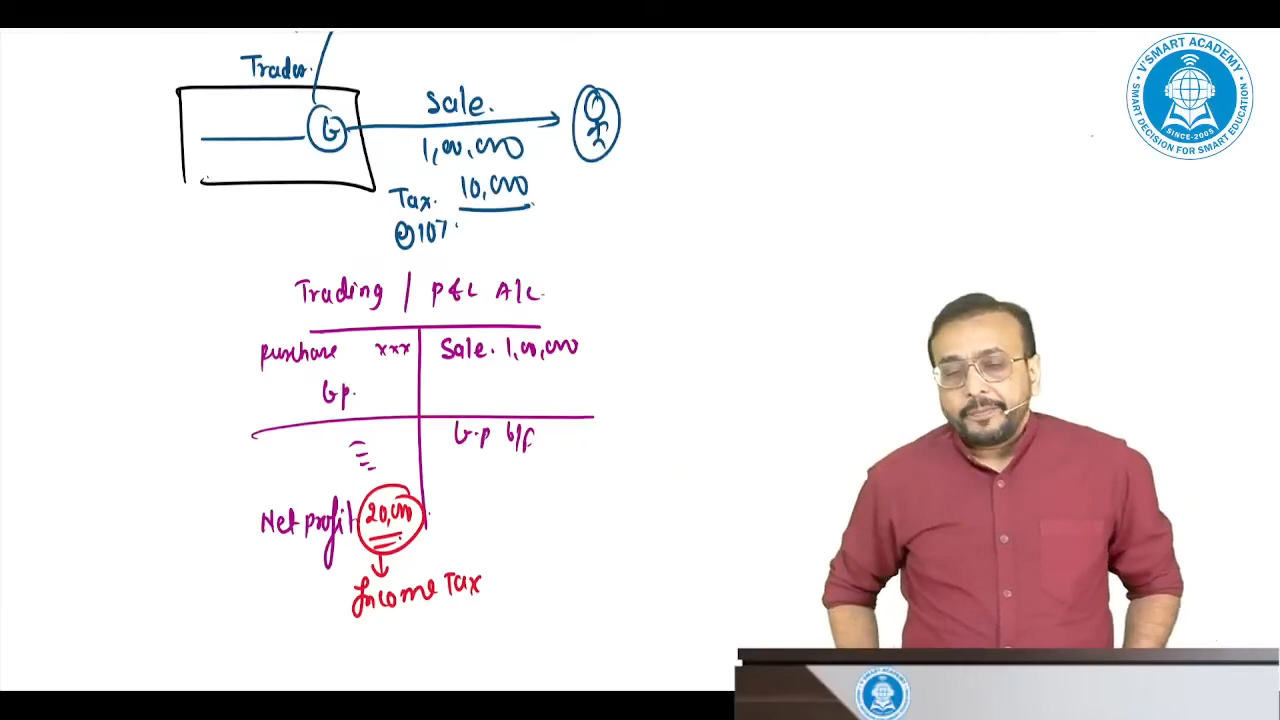 Trader.
G
Sale.
1,00,000
Tax. 10,000
@10%.
Trading / P&L A/c.
purchase xxx Sale. 1,00,000
G.p.
G.p b/f
Net profit 20,000
Income Tax
V'SMART ACADEMY
SINCE-2005
SMART DECISION FOR SMART EDUCATION